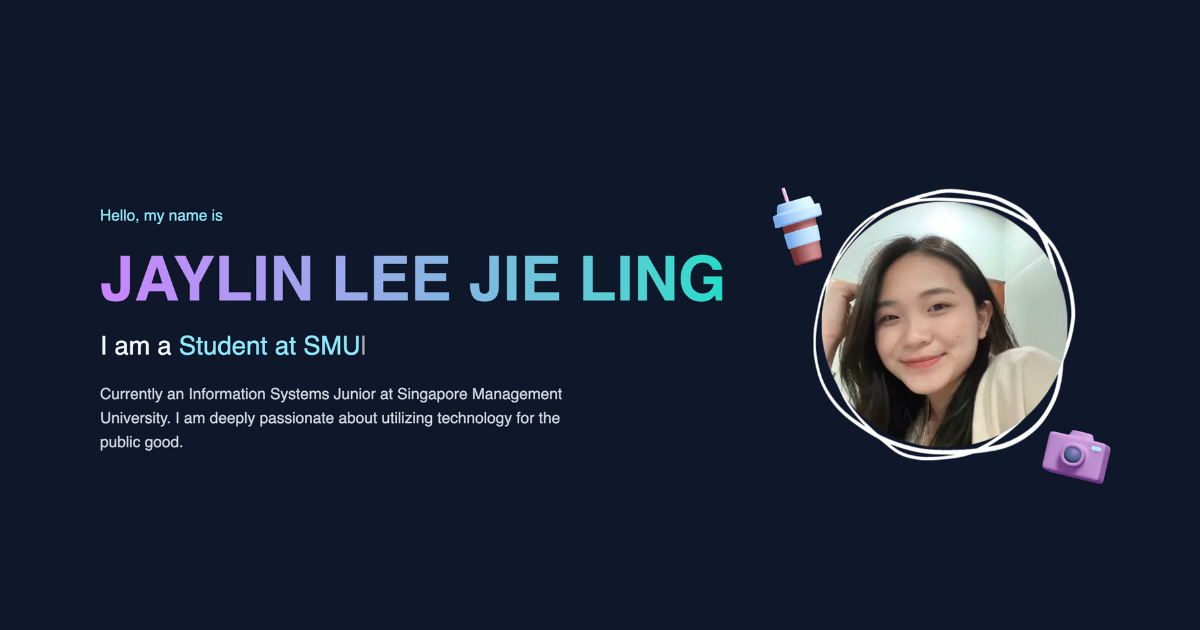 Hello, my name is
JAYLIN LEE JIE LING
I am a Student at SMU
Currently an Information Systems Junior at Singapore Management
University. I am deeply passionate about utilizing technology for the
public good.